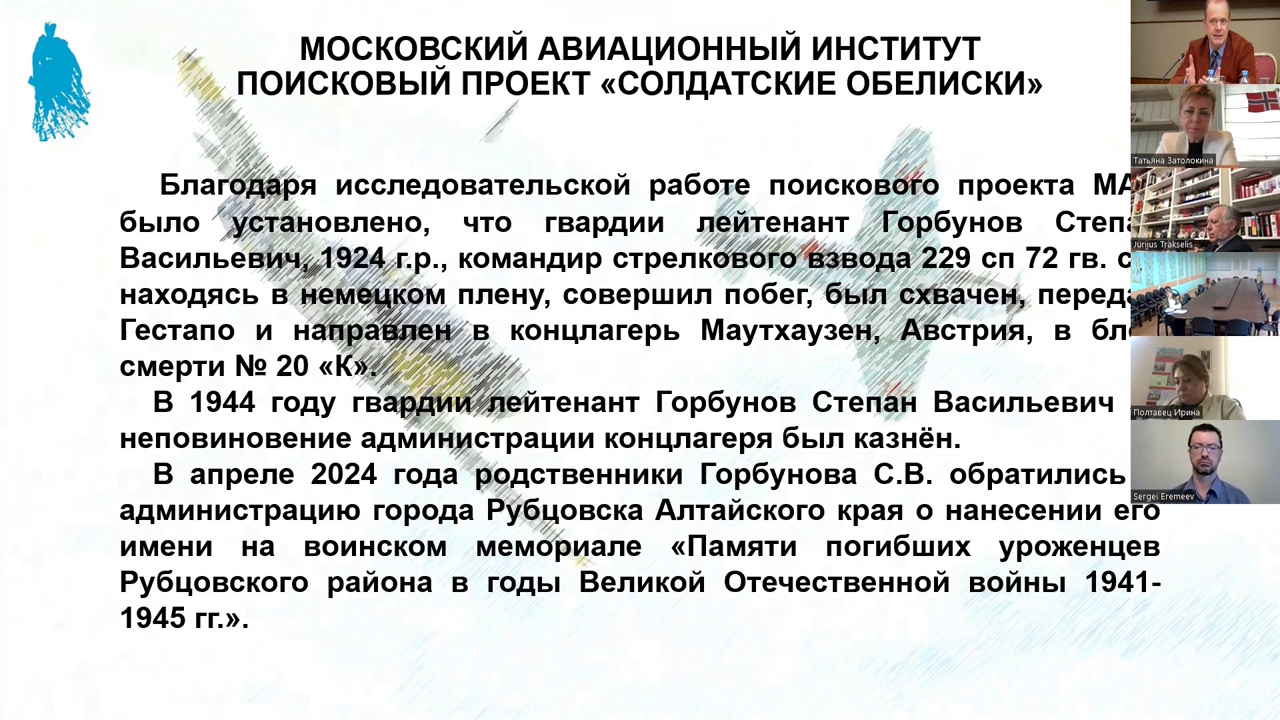 МОСКОВСКИЙ АВИАЦИОННЫЙ ИНСТИТУТ
ПОИСКОВЫЙ ПРОЕКТ «СОЛДАТСКИЕ ОБЕЛИСКИ»
Благодаря исследовательской работе поискового проекта
было установлено, что гвардии лейтенант Горбунов
Васильевич, 1924 г.р., командир стрелкового взвода 229 сп 72 гв.
находясь в немецком плену, совершил побег, был схвачен,
Гестапо и направлен в концлагерь Маутхаузен, Австрия, в
смерти № 20 «К».
В 1944 году гвардии лейтенант Горбунов Степан Васильевич
неповиновение администрации концлагеря был казнён.
В апреле 2024 года родственники Горбунова С.В. обратились
администрацию города Рубцовска Алтайского края о нанесении его
имени на воинском мемориале «Памяти погибших уроженцев
Рубцовского района в годы Великой Отечественной войны 1941-
1945 гг.».
Татьяна Затолокина
Jurijus Trakselis
Полтавец Ирина
Sergei Eremeev